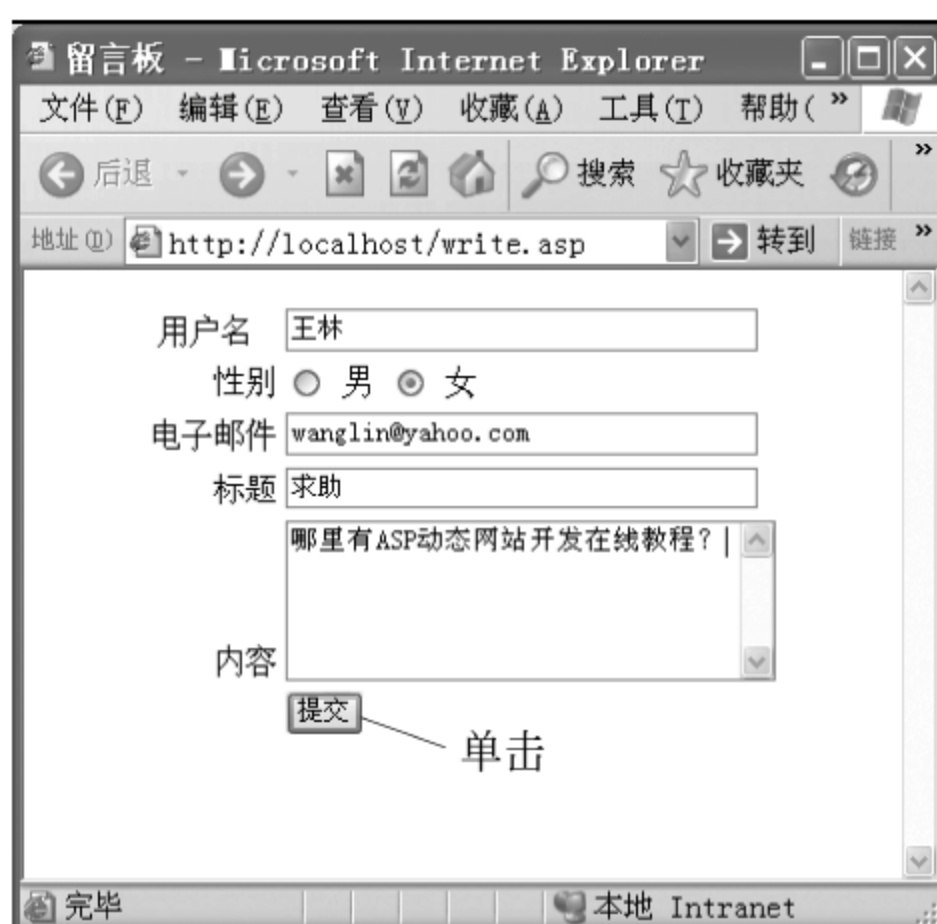 留言板 - Microsoft Internet Explorer
文件(F) 编辑(E) 查看(V) 收藏(A) 工具(T) 帮助( »
后退 搜索 收藏夹 »
地址(D) http://localhost/write.asp 转到 链接 »
用户名 王林
性别 男 女
电子邮件 wanglin@yahoo.com
标题 求助
哪里有ASP动态网站开发在线教程?
内容
提交
单击
完毕 本地 Intranet